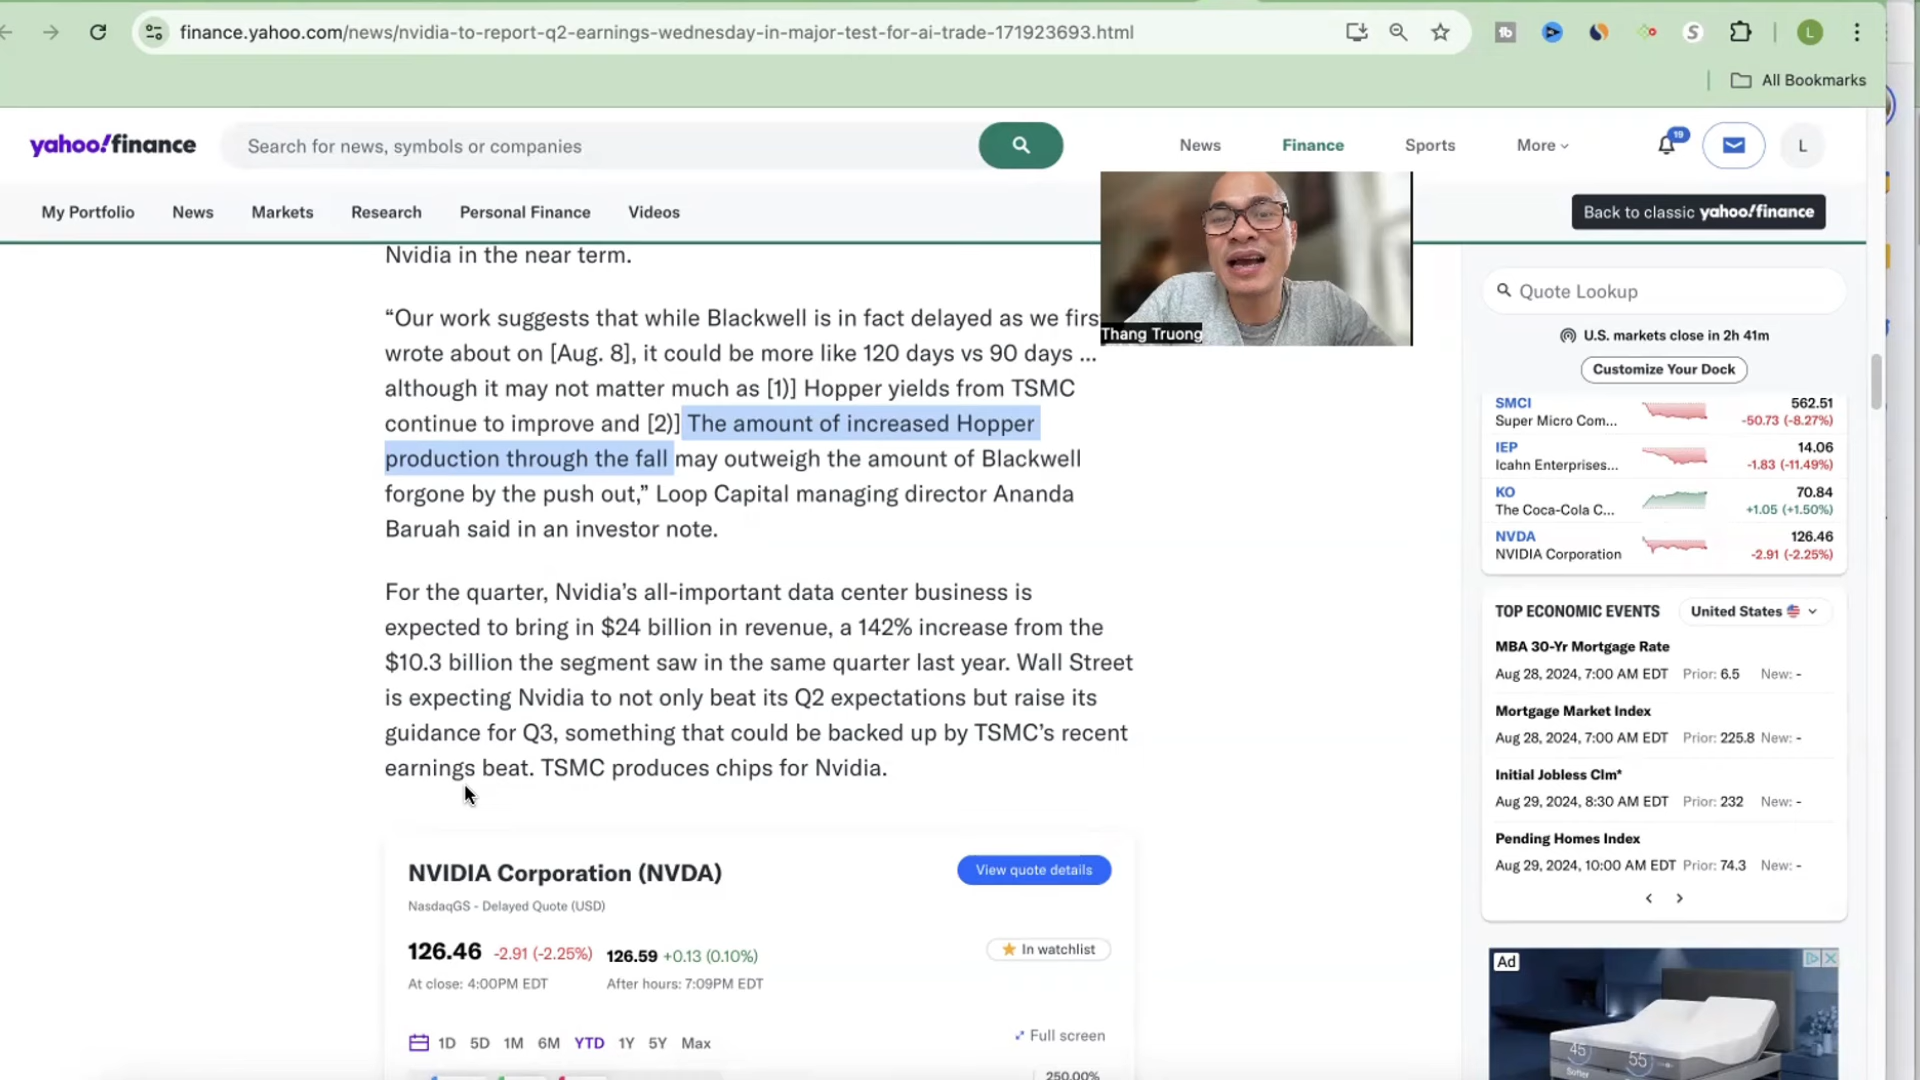 finance.yahoo.com/news/nvidia-to-report-q2-earnings-wednesday-in-major-test-for-ai-trade-171923693.html
tb
S
L
All Bookmarks
yahoo!finance
Search for news, symbols or companies
News
Finance
Sports
More
19
L
My Portfolio
News
Markets
Research
Personal Finance
Videos
Back to classic yahoo!finance
Nvidia in the near term.
“Our work suggests that while Blackwell is in fact delayed as we firs
wrote about on [Aug. 8], it could be more like 120 days vs 90 days ...
although it may not matter much as [1)] Hopper yields from TSMC
continue to improve and [2)] The amount of increased Hopper
production through the fall may outweigh the amount of Blackwell
forgone by the push out,” Loop Capital managing director Ananda
Baruah said in an investor note.
For the quarter, Nvidia’s all-important data center business is
expected to bring in $24 billion in revenue, a 142% increase from the
$10.3 billion the segment saw in the same quarter last year. Wall Street
is expecting Nvidia to not only beat its Q2 expectations but raise its
guidance for Q3, something that could be backed up by TSMC’s recent
earnings beat. TSMC produces chips for Nvidia.
Thang Truong
NVIDIA Corporation (NVDA)
View quote details
NasdaqGS - Delayed Quote (USD)
126.46 -2.91 (-2.25%) 126.59 +0.13 (0.10%)
In watchlist
At close: 4:00PM EDT After hours: 7:09PM EDT
1D 5D 1M 6M YTD 1Y 5Y Max
Full screen
250.00%
Quote Lookup
U.S. markets close in 2h 41m
Customize Your Dock
SMCI 562.51
Super Micro Com... -50.73 (-8.27%)
IEP 14.06
Icahn Enterprises... -1.83 (-11.49%)
KO 70.84
The Coca-Cola C... +1.05 (+1.50%)
NVDA 126.46
NVIDIA Corporation -2.91 (-2.25%)
TOP ECONOMIC EVENTS
United States
MBA 30-Yr Mortgage Rate
Aug 28, 2024, 7:00 AM EDT Prior: 6.5 New: -
Mortgage Market Index
Aug 28, 2024, 7:00 AM EDT Prior: 225.8 New: -
Initial Jobless Clm*
Aug 29, 2024, 8:30 AM EDT Prior: 232 New: -
Pending Homes Index
Aug 29, 2024, 10:00 AM EDT Prior: 74.3 New: -
Ad
45
Softer
55